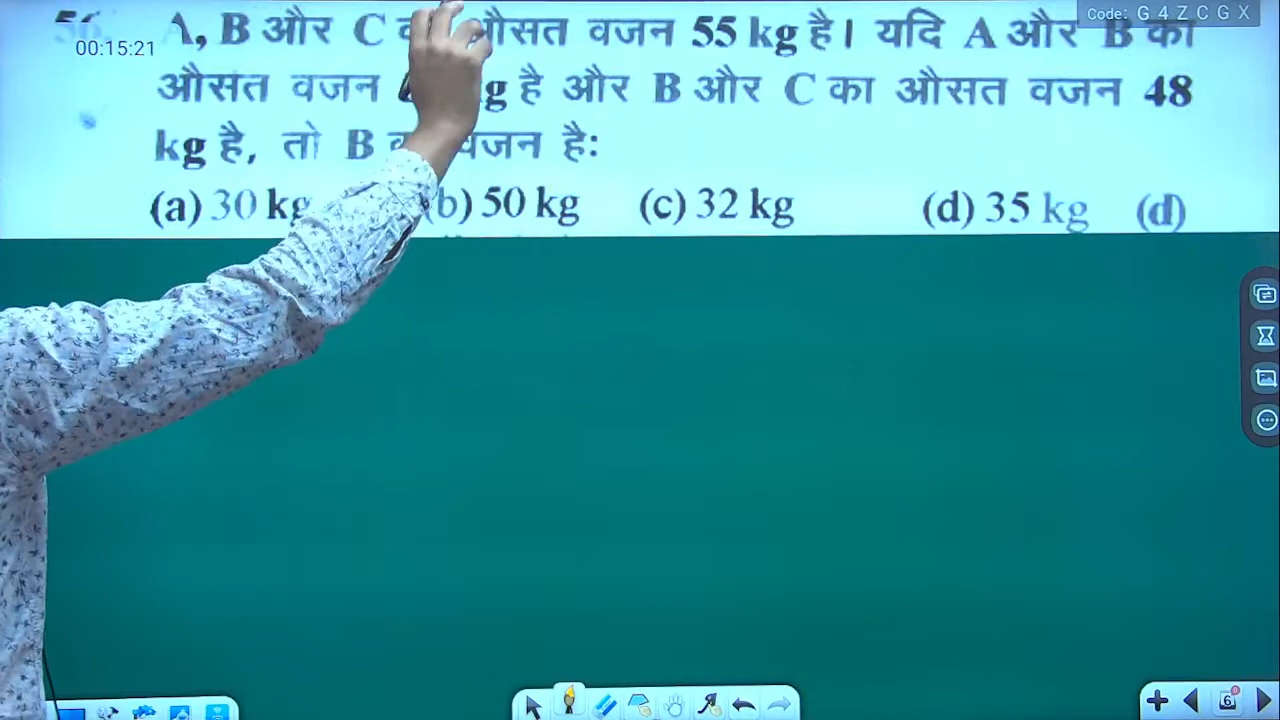 Code: G 4 Z C G X
00:15:21
A, B और C औसत वजन 55 kg है। यदि A और B का
औसत वजन g है और B और C का औसत वजन 48
kg है, तो B वजन है:
(a) 30 kg (b) 50 kg (c) 32 kg (d) 35 kg (d)
6